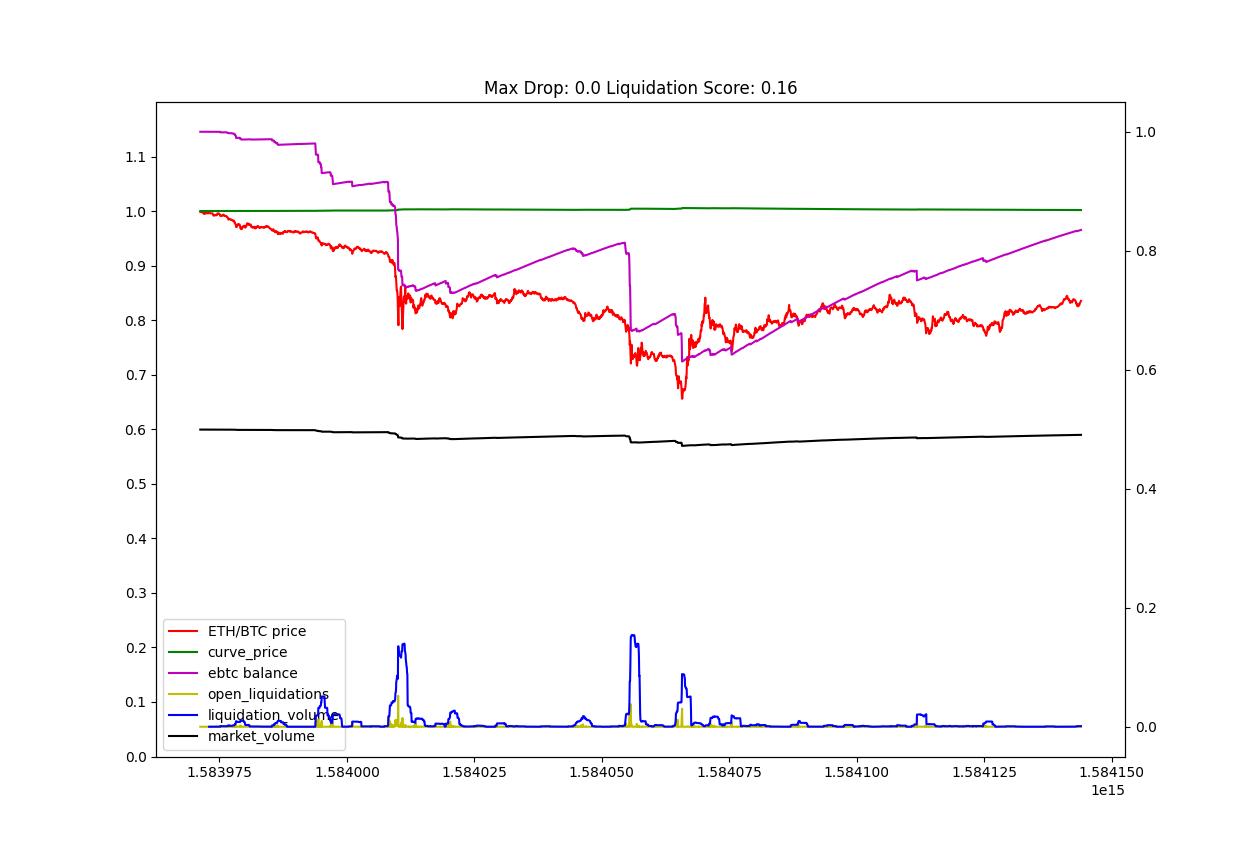 Max Drop: 0.0 Liquidation Score: 0.16
1.1
1.0
0.9
0.8
0.7
0.6
0.5
0.4
0.3
0.2
0.1
0.0
1.0
0.8
0.6
0.4
0.2
0.0
ETH/BTC price
curve_price
ebtc balance
open_liquidations
liquidation_volume
market_volume
1.583975 1.584000 1.584025 1.584050 1.584075 1.584100 1.584125 1.584150
1e15